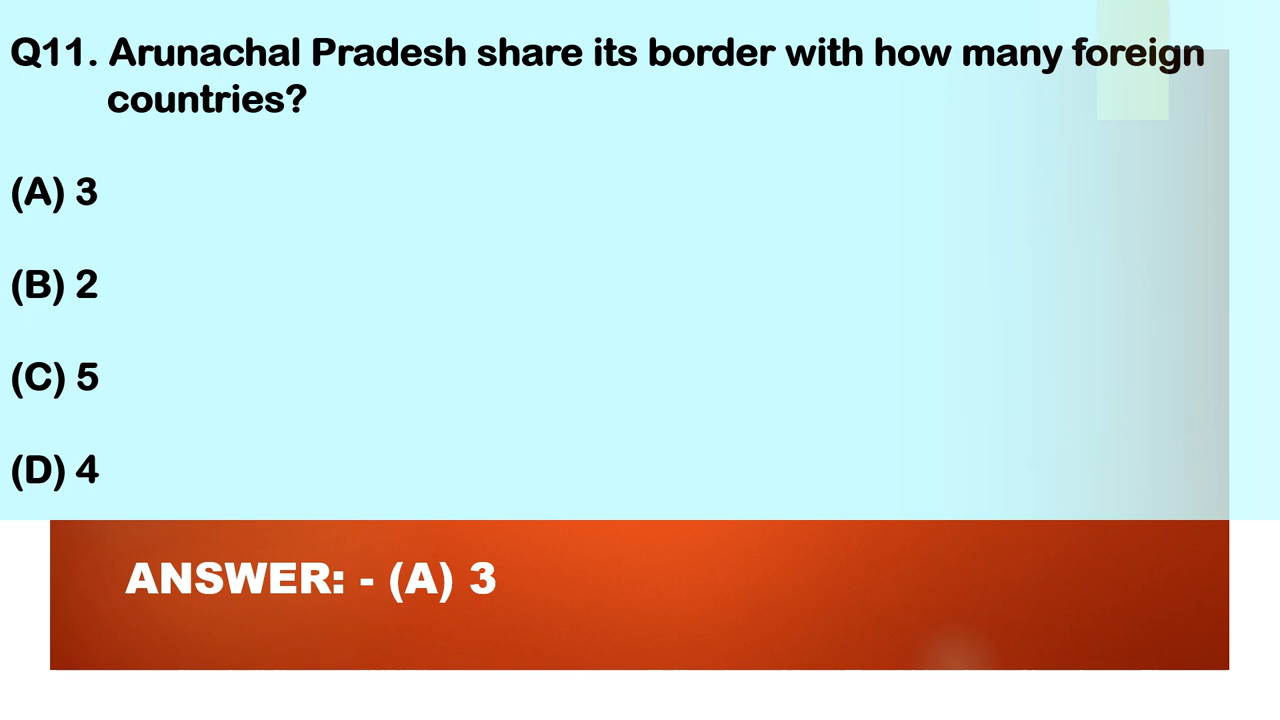 Q11. Arunachal Pradesh share its border with how many foreign
countries?
(A) 3
(B) 2
(C) 5
(D) 4
ANSWER: - (A) 3